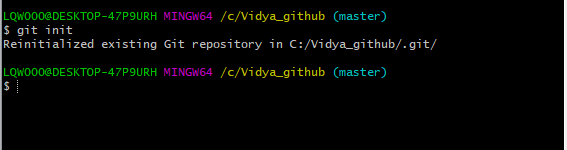 LQWOOO@DESKTOP-47P9URH MINGW64 /c/Vidya_github (master)
$ git init
Reinitialized existing Git repository in C:/Vidya_github/.git/
LQWOOO@DESKTOP-47P9URH MINGW64 /c/Vidya_github (master)
$